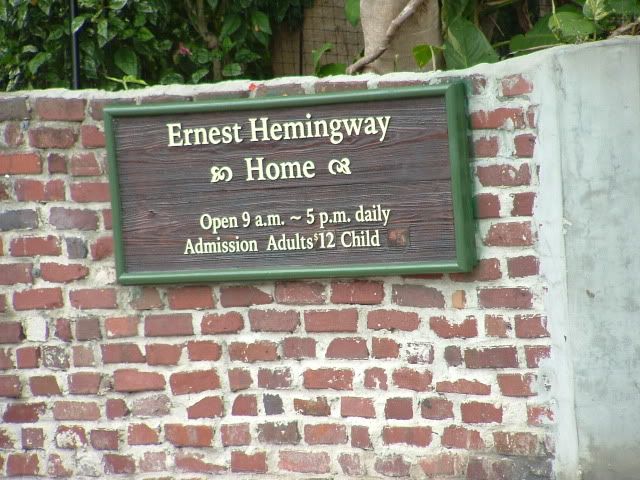 Ernest Hemingway
Home
Open 9 a.m. ~ 5 p.m. daily
Admission Adults $12 Child